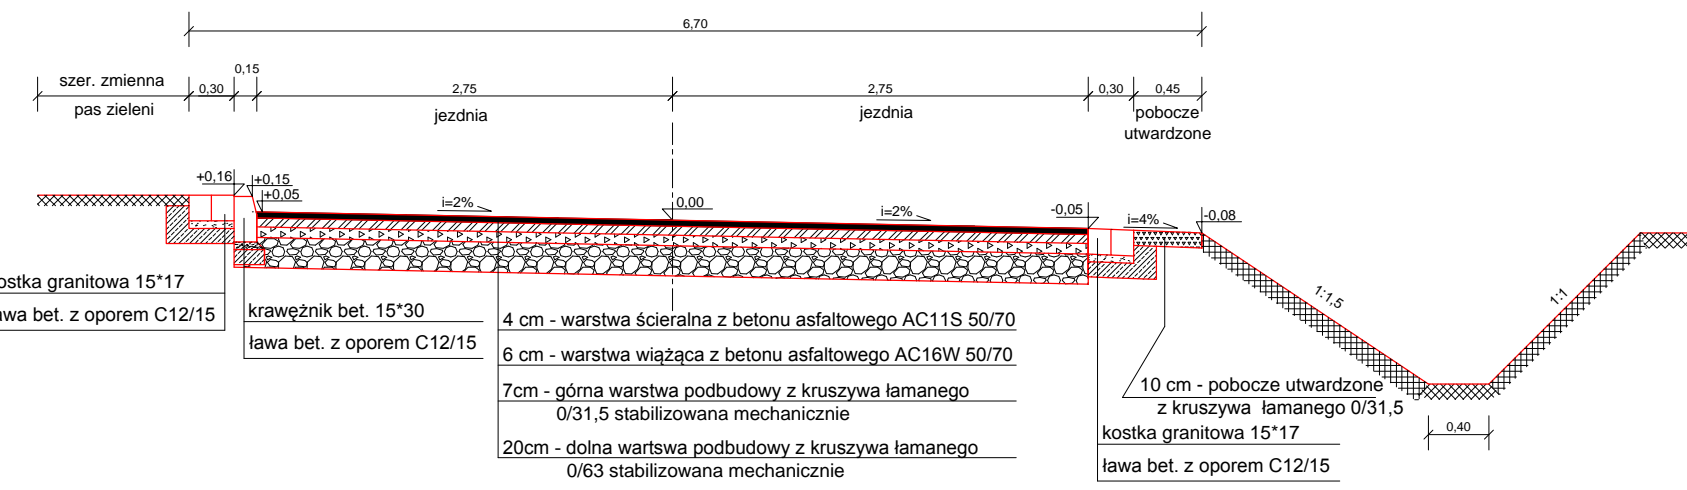 6,70
szer. zmienna
pas zieleni
0,30
0,15
2,75
jezdnia
2,75
jezdnia
0,30
0,45
pobocze
utwardzone
+0,16
+0,15
+0,05
i=2%
0,00
i=2%
-0,05
i=4%
-0,08
1:1,5
1:1
0,40
ostka granitowa 15*17
awa bet. z oporem C12/15
krawężnik bet. 15*30
ława bet. z oporem C12/15
4 cm - warstwa ścieralna z betonu asfaltowego AC11S 50/70
6 cm - warstwa wiążąca z betonu asfaltowego AC16W 50/70
7cm - górna warstwa podbudowy z kruszywa łamanego
0/31,5 stabilizowana mechanicznie
20cm - dolna wartswa podbudowy z kruszywa łamanego
0/63 stabilizowana mechanicznie
10 cm - pobocze utwardzone
z kruszywa łamanego 0/31,5
kostka granitowa 15*17
ława bet. z oporem C12/15